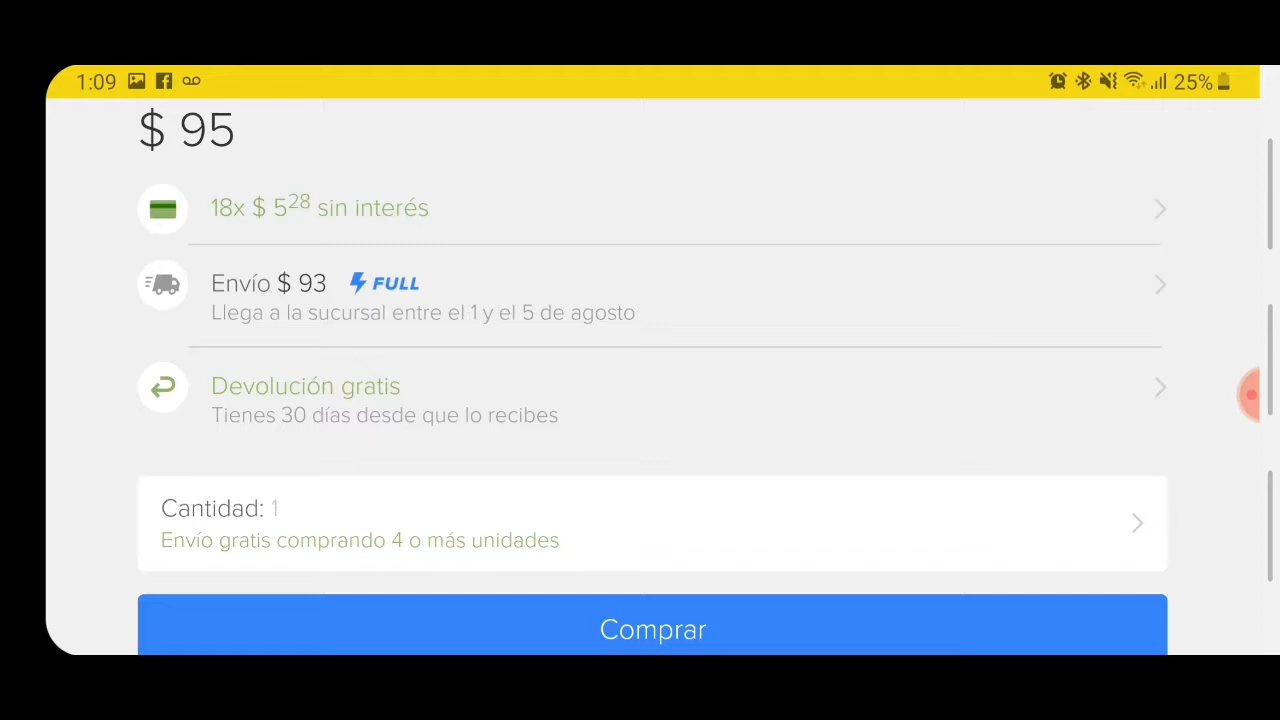 1:09 25%
$ 95
18x $ 5²⁸ sin interés
Envío $ 93 FULL
Llega a la sucursal entre el 1 y el 5 de agosto
Devolución gratis
Tienes 30 días desde que lo recibes
Cantidad: 1
Envío gratis comprando 4 o más unidades
Comprar